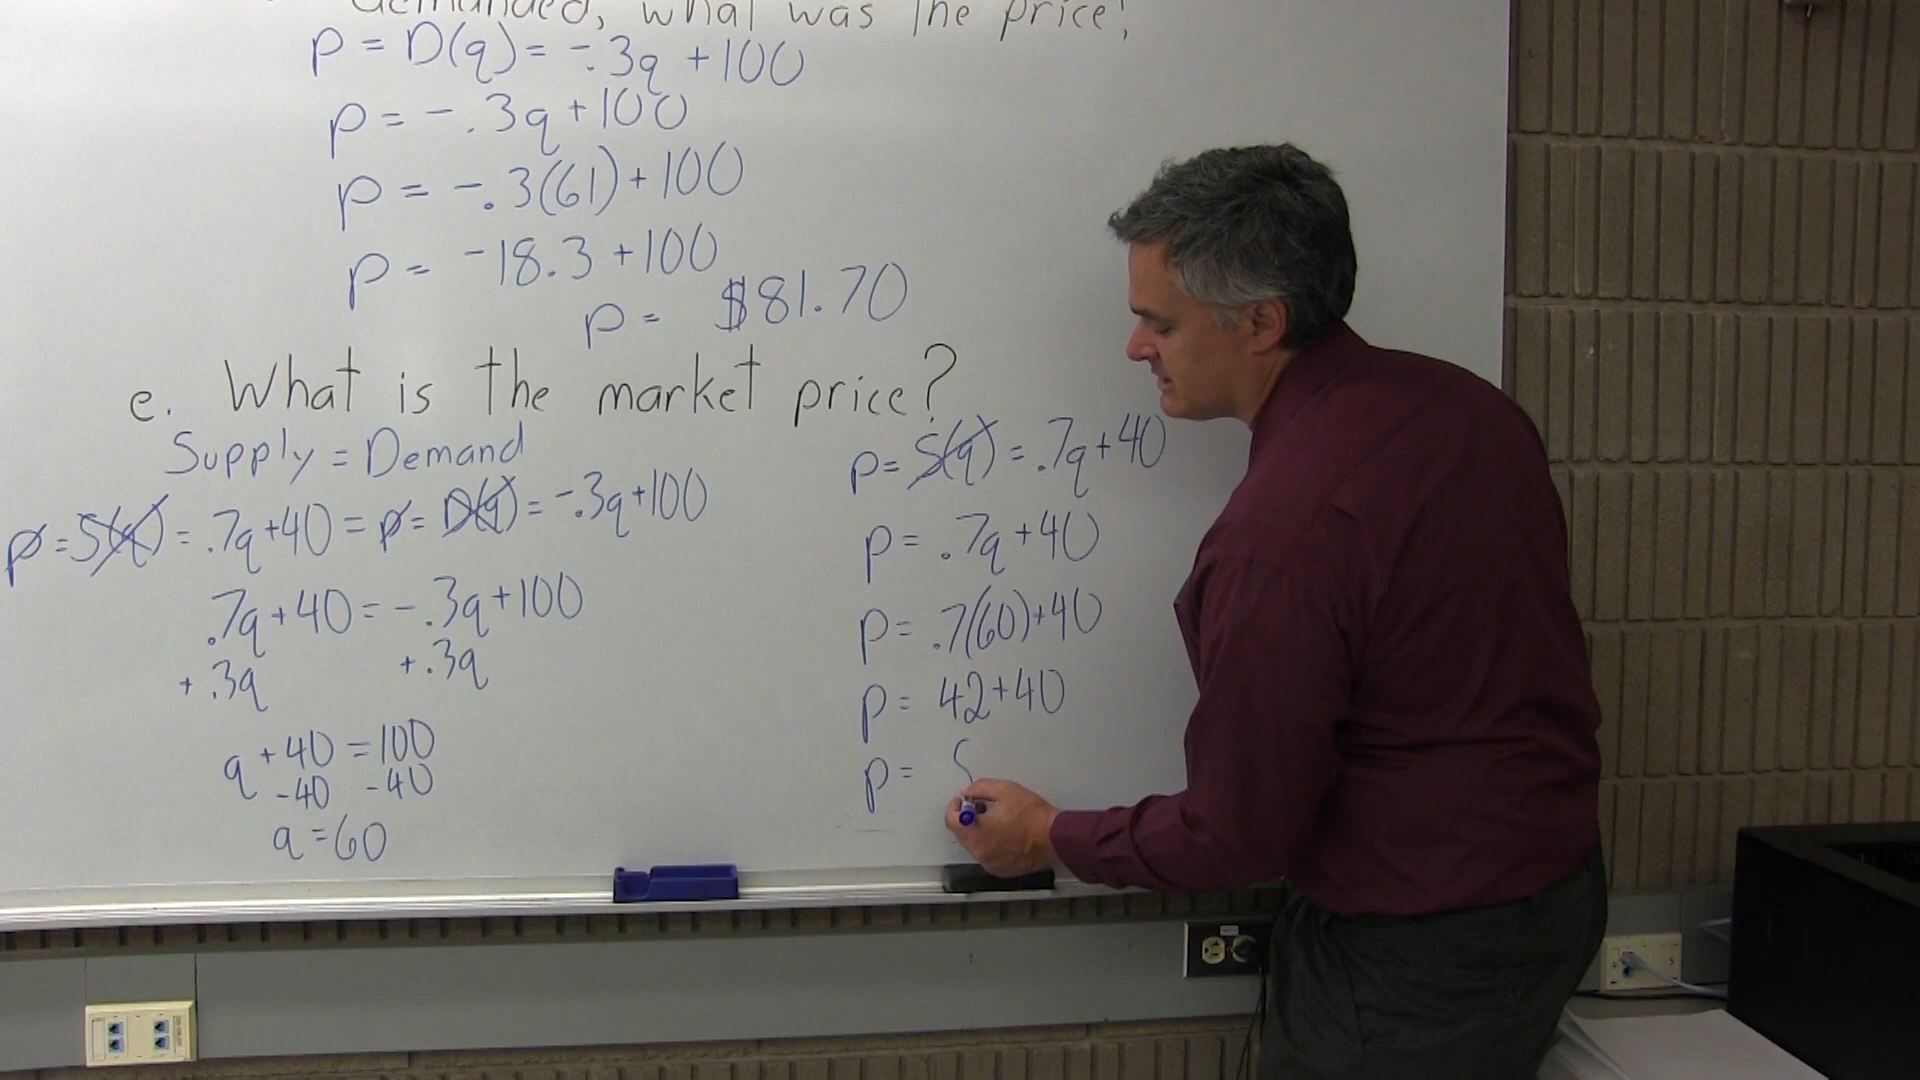 demanded, what was the price?
p = D(q) = -.3q + 100
p = -.3q + 100
p = -.3(61) + 100
p = -18.3 + 100
p = $81.70
e. What is the market price?
Supply = Demand
p = S(q) = .7q + 40 = p = D(q) = -.3q + 100
.7q + 40 = -.3q + 100
+ .3q + .3q
q + 40 = 100
-40 -40
q = 60
p = S(q) = .7q + 40
p = .7q + 40
p = .7(60) + 40
p = 42 + 40
p =